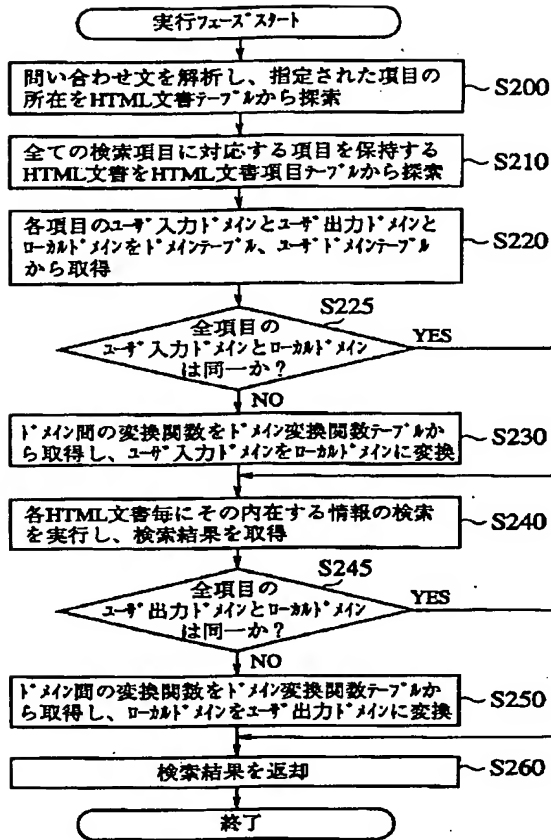 実行フェーズスタート
問い合わせ文を解析し、指定された項目の
所在をHTML文書テーブルから探索
S200
全ての検索項目に対応する項目を保持する
HTML文書をHTML文書項目テーブルから探索
S210
各項目のユーザ入力ドメインとユーザ出力ドメインと
ローカルドメインをドメインテーブル、ユーザドメインテーブル
から取得
S220
S225
全項目の
ユーザ入力ドメインとローカルドメイン
は同一か?
YES
NO
ドメイン間の変換関数をドメイン変換関数テーブルか
ら取得し、ユーザ入力ドメインをローカルドメインに変換
S230
各HTML文書毎にその内在する情報の検索
を実行し、検索結果を取得
S240
S245
全項目の
ユーザ出力ドメインとローカルドメイン
は同一か?
YES
NO
ドメイン間の変換関数をドメイン変換関数テーブルか
ら取得し、ローカルドメインをユーザ出力ドメインに変換
S250
検索結果を返却
S260
終了